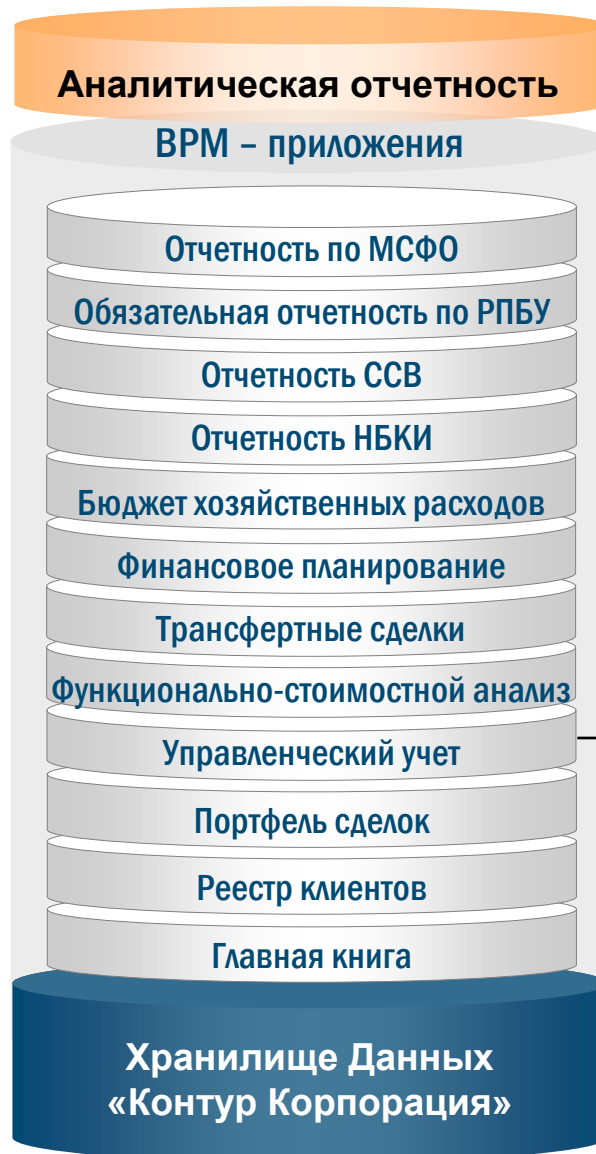 Аналитическая отчетность
BPM – приложения
Отчетность по МСФО
Обязательная отчетность по РПБУ
Отчетность ССВ
Отчетность НБКИ
Бюджет хозяйственных расходов
Финансовое планирование
Трансфертные сделки
Функционально-стоимостной анализ
Управленческий учет
Портфель сделок
Реестр клиентов
Главная книга
Хранилище Данных
«Контур Корпорация»